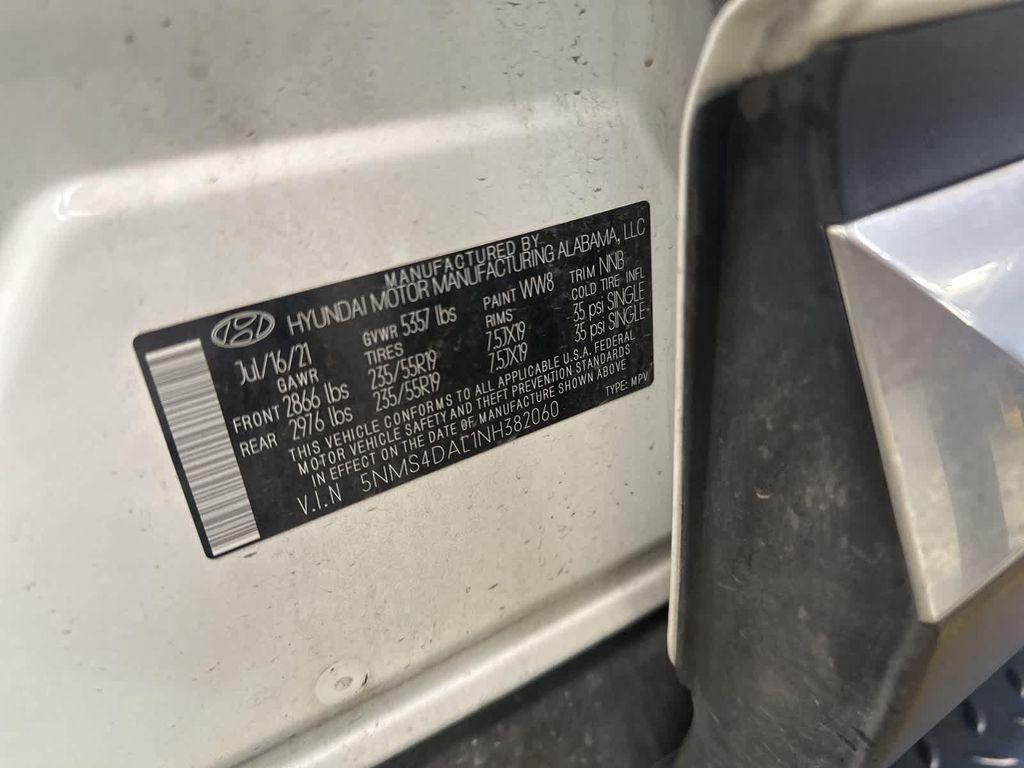 MANUFACTURED BY
HYUNDAI MOTOR MANUFACTURING ALABAMA, LLC
Jul/16/21 GVWR 5357 lbs PAINT WW8 TRIM NNB
GAWR TIRES RIMS COLD TIRE INFL
FRONT 2866 lbs 235/55R19 7.5JX19 35 psi SINGLE
REAR 2976 lbs 235/55R19 7.5JX19 35 psi SINGLE
THIS VEHICLE CONFORMS TO ALL APPLICABLE U.S.A. FEDERAL
MOTOR VEHICLE SAFETY AND THEFT PREVENTION STANDARDS
IN EFFECT ON THE DATE OF MANUFACTURE SHOWN ABOVE
V.I.N TYPE: MPV